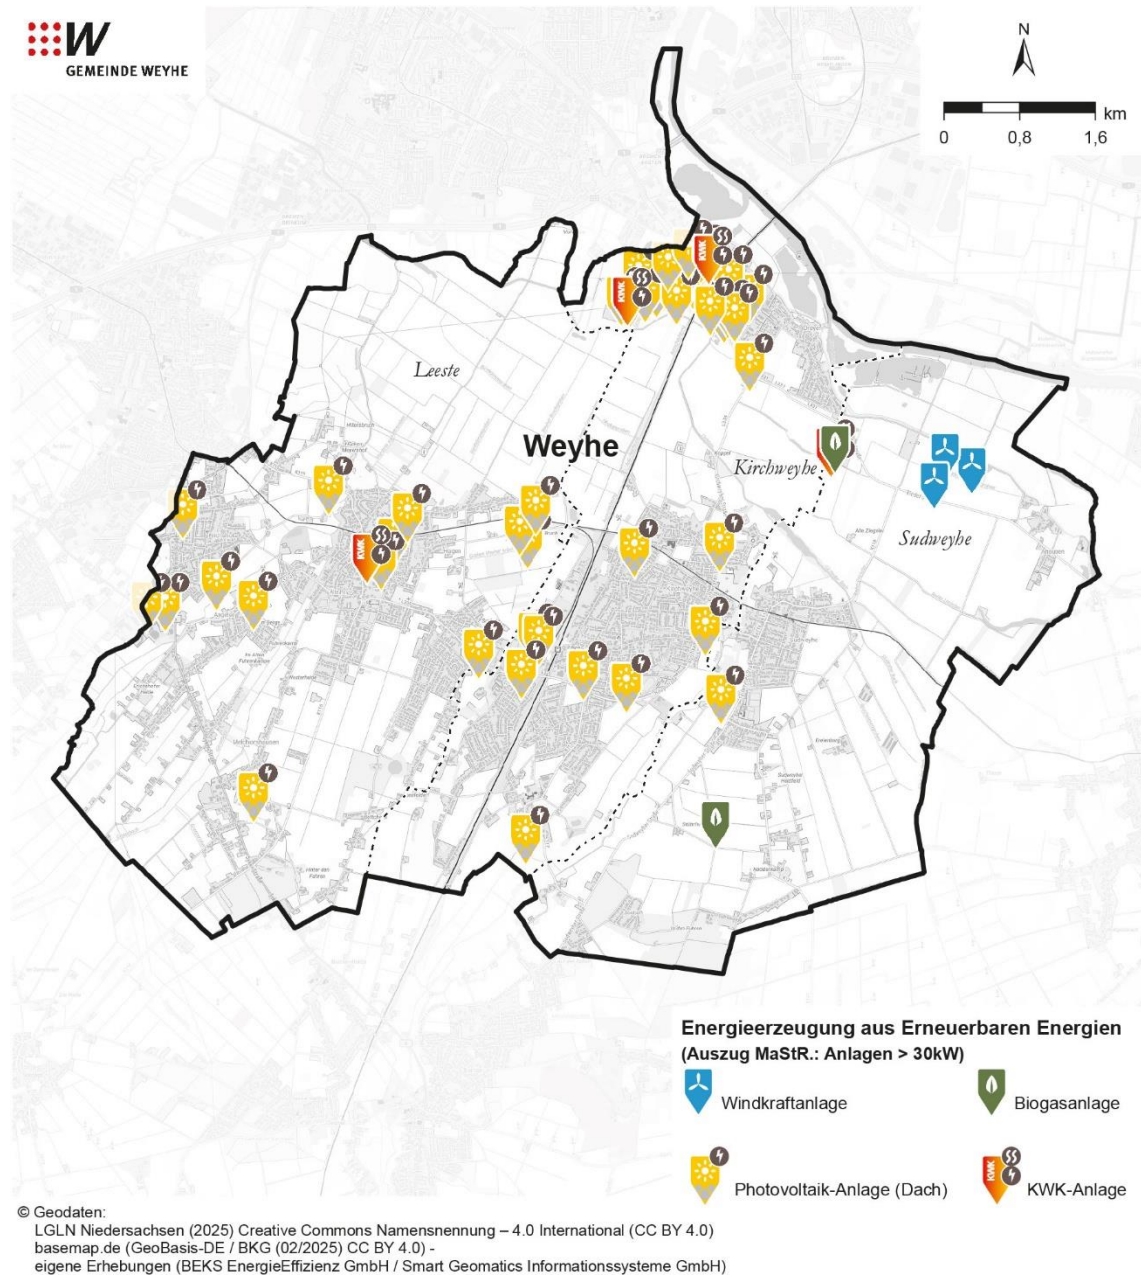 W
GEMEINDE WEYHE
N
km
0 0,8 1,6
Leeste
Weyhe
Kirchweyhe
Sudweyhe
KWK
KWK
KWK
Energieerzeugung aus Erneuerbaren Energien
(Auszug MaStR.: Anlagen > 30kW)
Windkraftanlage
Biogasanlage
Photovoltaik-Anlage (Dach)
KWK
KWK-Anlage
© Geodaten:
LGLN Niedersachsen (2025) Creative Commons Namensnennung – 4.0 International (CC BY 4.0)
basemap.de (GeoBasis-DE / BKG (02/2025) CC BY 4.0) -
eigene Erhebungen (BEKS EnergieEffizienz GmbH / Smart Geomatics Informationssysteme GmbH)